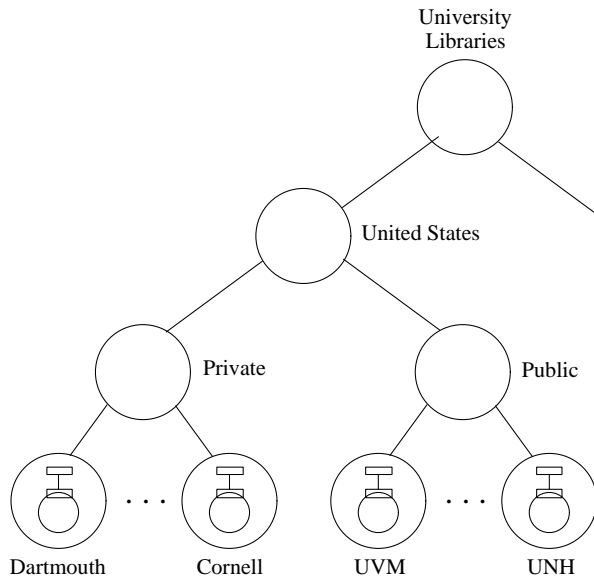 University
Libraries
United States
Private
Public
. . .
. . .
Dartmouth
Cornell
UVM
UNH